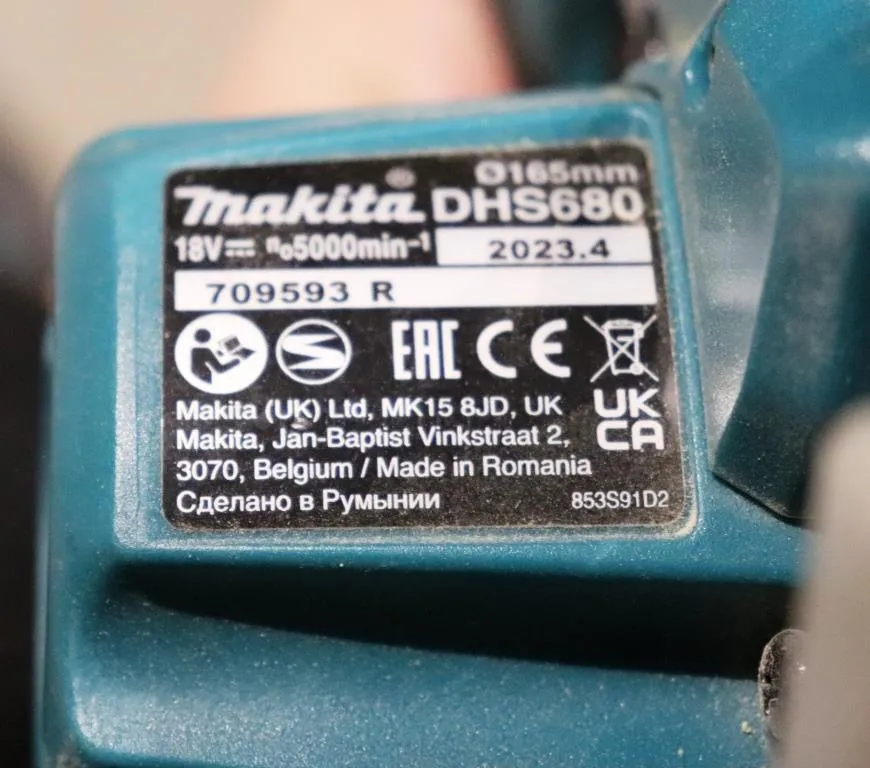 Ø165mm
makita® DHS680
18V⎓ n₀5000min⁻¹ 2023.4
709593 R
EAC CE
Makita (UK) Ltd, MK15 8JD, UK
UK
CA
Makita, Jan-Baptist Vinkstraat 2,
3070, Belgium / Made in Romania
Сделано в Румынии 853S91D2